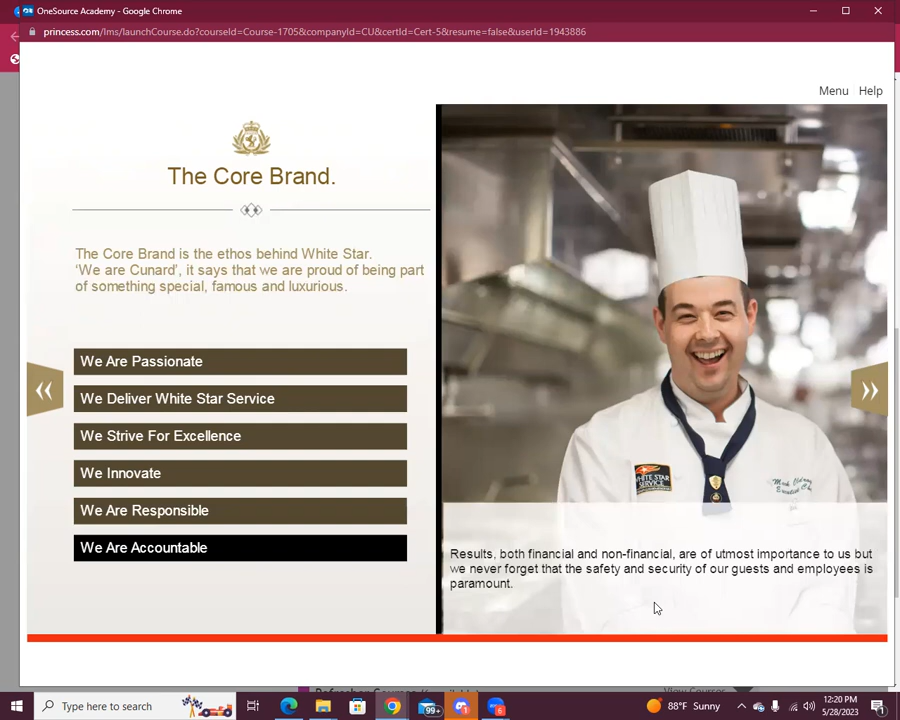 OneSource Academy - Google Chrome
princess.com/lms/launchCourse.do?courseId=Course-1705&companyId=CU&certId=Cert-5&resume=false&userId=1943886
Menu Help
The Core Brand.
The Core Brand is the ethos behind White Star.
‘We are Cunard’, it says that we are proud of being part
of something special, famous and luxurious.
We Are Passionate
We Deliver White Star Service
We Strive For Excellence
We Innovate
We Are Responsible
We Are Accountable
WHITE STAR
SERVICE
Results, both financial and non-financial, are of utmost importance to us but
we never forget that the safety and security of our guests and employees is
paramount.
View Courses
Type here to search
99+
1
6
88°F Sunny
12:20 PM
5/28/2023